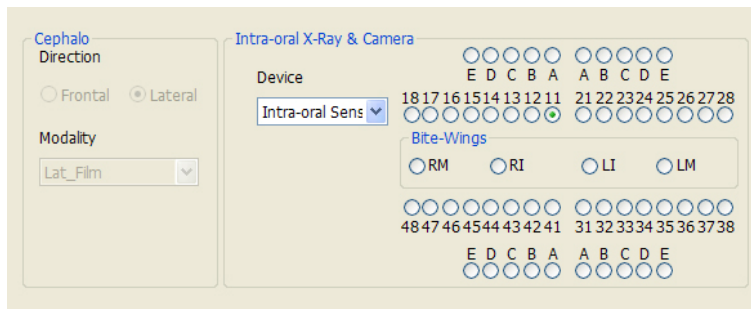 Cephalo
Direction
Frontal Lateral
Modality
Lat_Film
Intra-oral X-Ray & Camera
Device
Intra-oral Sens
E D C B A A B C D E
18 17 16 15 14 13 12 11 21 22 23 24 25 26 27 28
Bite-Wings
RM RI LI LM
48 47 46 45 44 43 42 41 31 32 33 34 35 36 37 38
E D C B A A B C D E